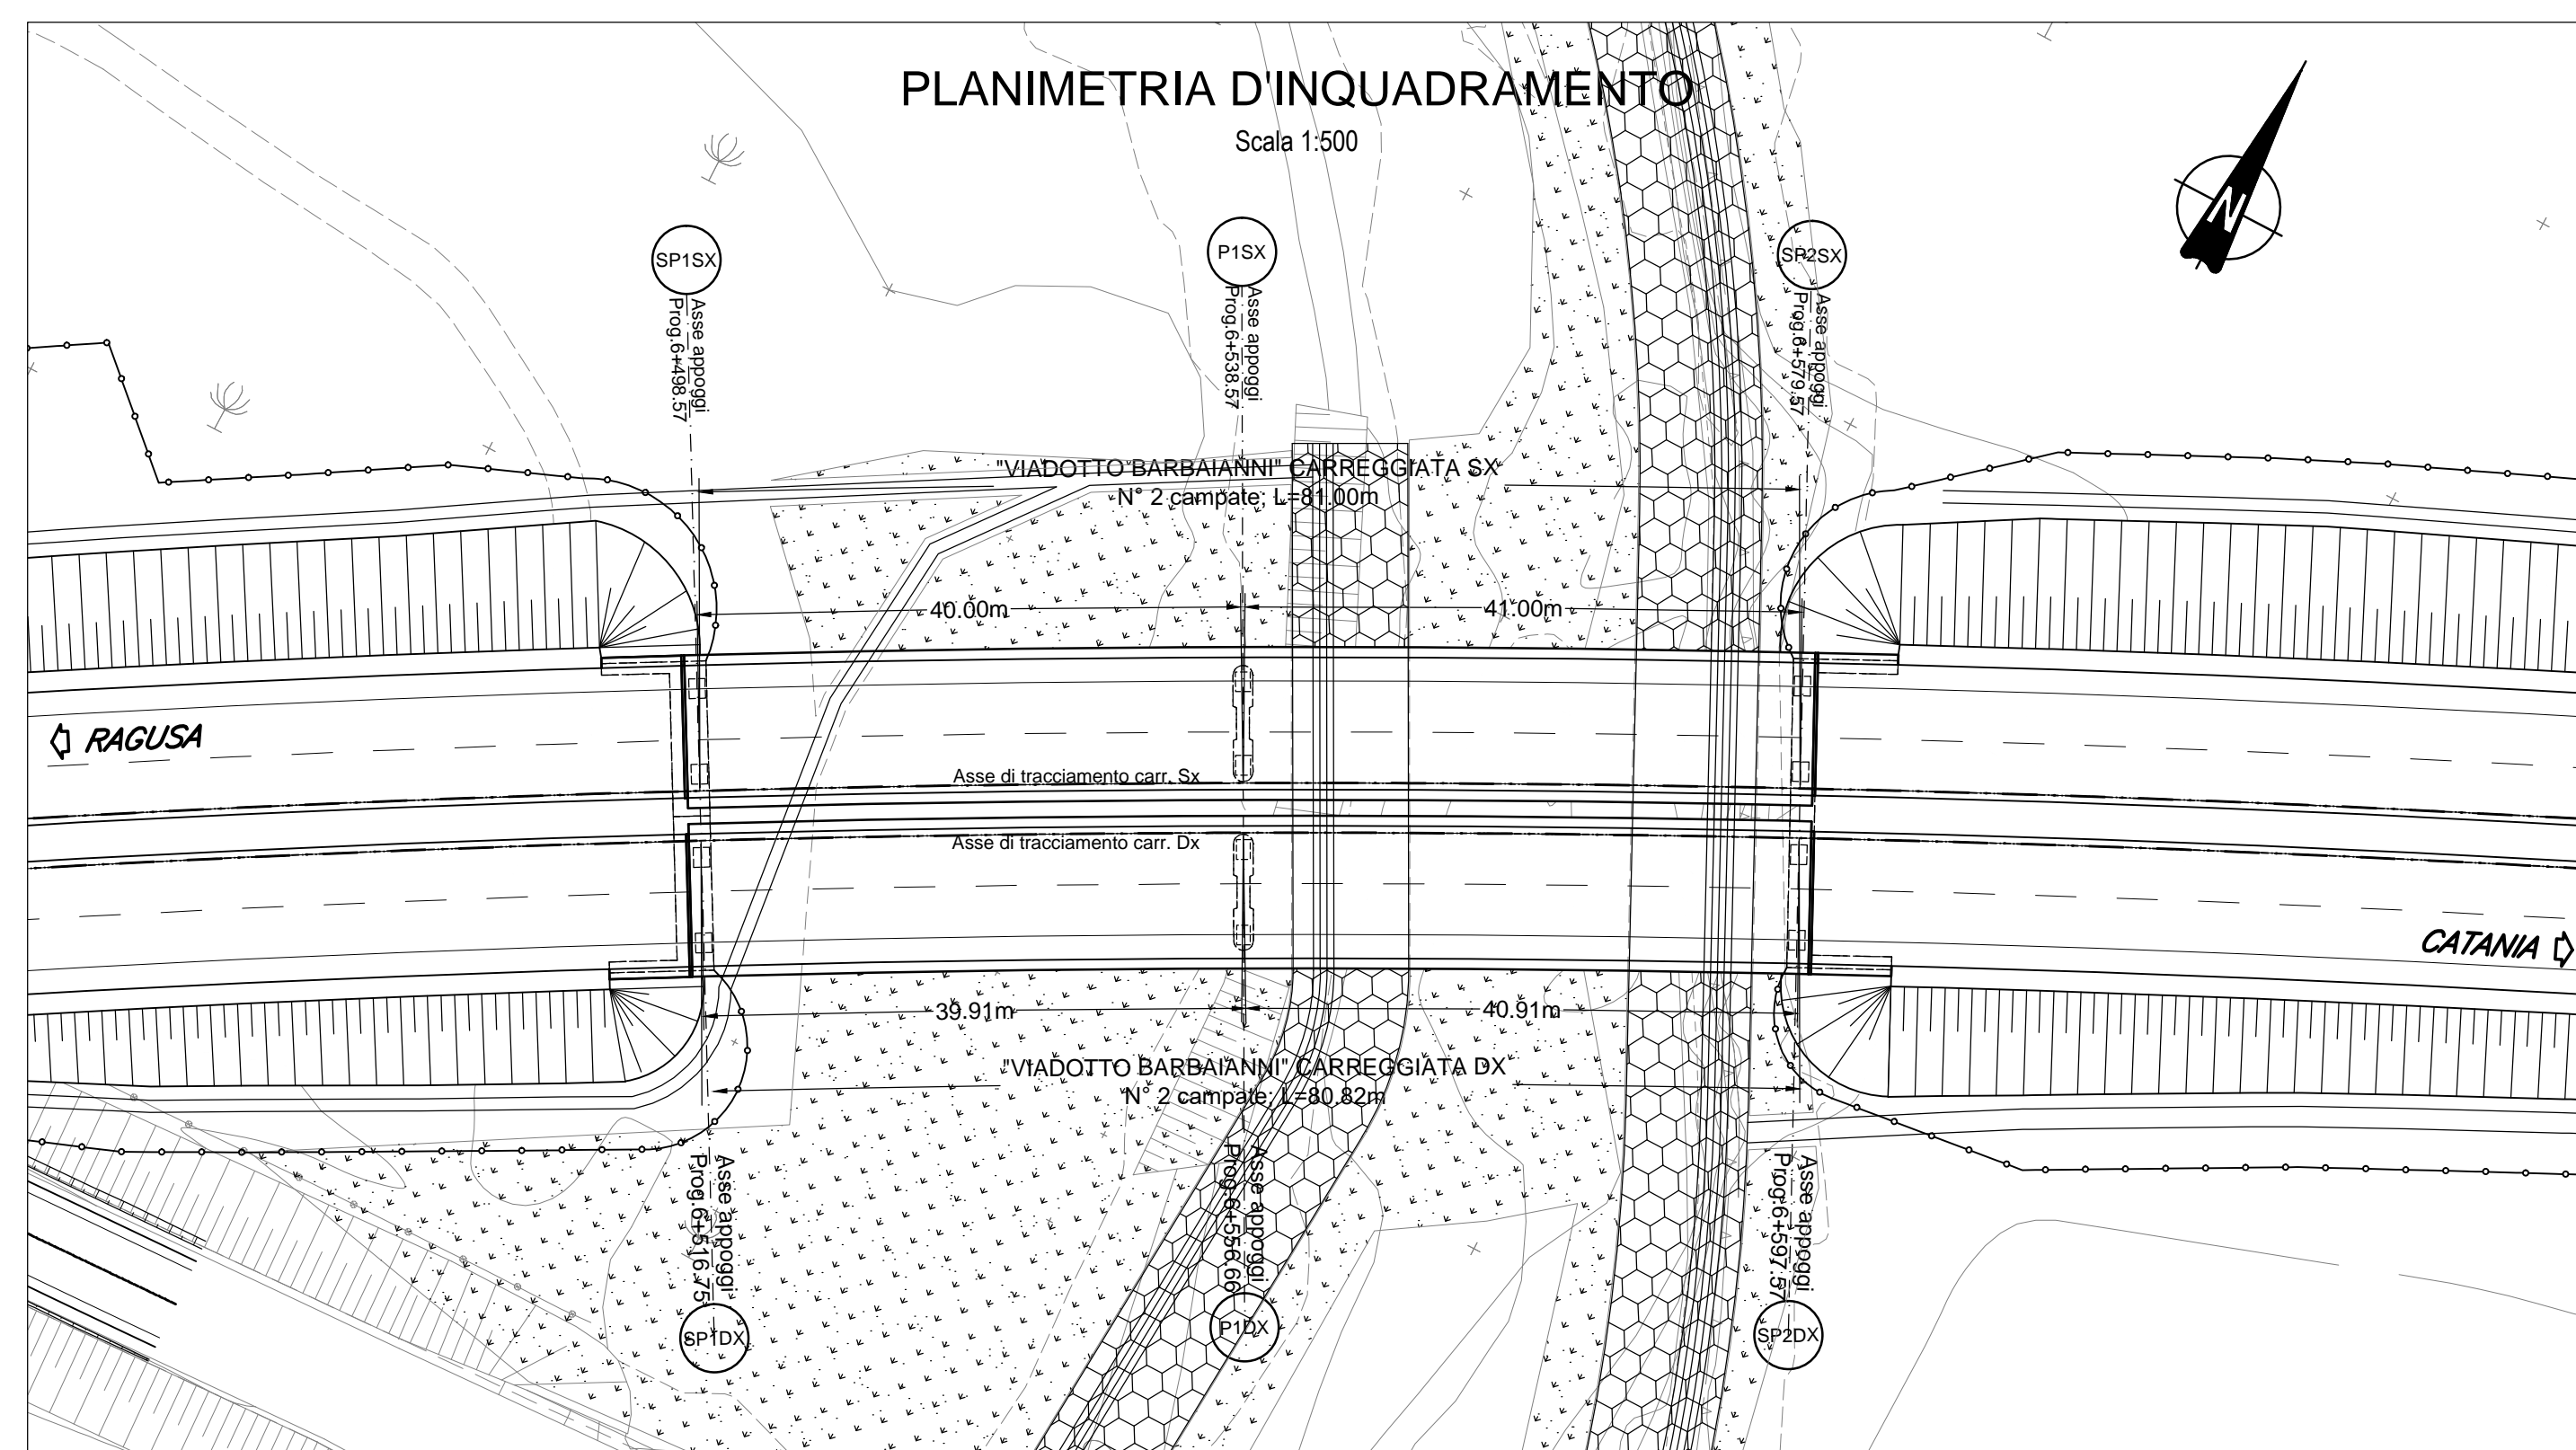 PLANIMETRIA D'INQUADRAMENTO
Scala 1:500
N
SP1SX
P1SX
SP2SX
Asse appoggi
Prog.6+498.57
Asse appoggi
Prog.6+538.57
Asse appoggi
Prog.6+579.57
"VIADOTTO BARBAIANNI" CARREGGIATA SX
N° 2 campate; L=81.00m
40.00m
41.00m
RAGUSA
Asse di tracciamento carr. Sx
Asse di tracciamento carr. Dx
CATANIA
39.91m
40.91m
"VIADOTTO BARBAIANNI" CARREGGIATA DX
N° 2 campate; L=80.82m
Asse appoggi
Prog.6+516.75
Asse appoggi
Prog.6+556.66
Asse appoggi
Prog.6+597.57
SP1DX
P1DX
SP2DX